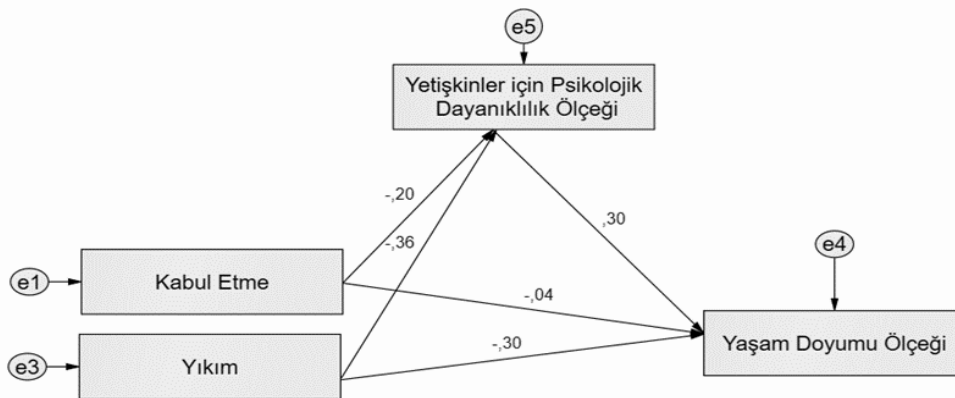 e5
Yetişkinler için Psikolojik
Dayanıklılık Ölçeği
-,20
,30
-,36
e4
e1
Kabul Etme
-,04
Yaşam Doyumu Ölçeği
-,30
e3
Yıkım